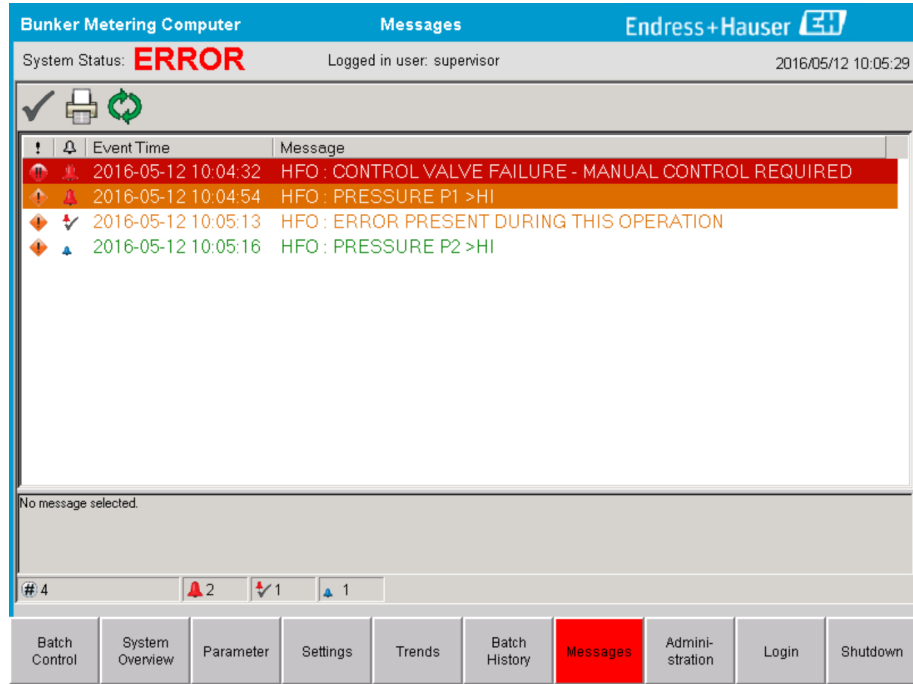 Bunker Metering Computer Messages Endress+Hauser EH
System Status: ERROR Logged in user: supervisor 2016/05/12 10:05:29
! Event Time Message
2016-05-12 10:04:32 HFO : CONTROL VALVE FAILURE - MANUAL CONTROL REQUIRED
2016-05-12 10:04:54 HFO : PRESSURE P1 >HI
2016-05-12 10:05:13 HFO : ERROR PRESENT DURING THIS OPERATION
2016-05-12 10:05:16 HFO : PRESSURE P2 >HI
No message selected.
# 4 2 1 1
Batch Control System Overview Parameter Settings Trends Batch History Messages Admini-stration Login Shutdown